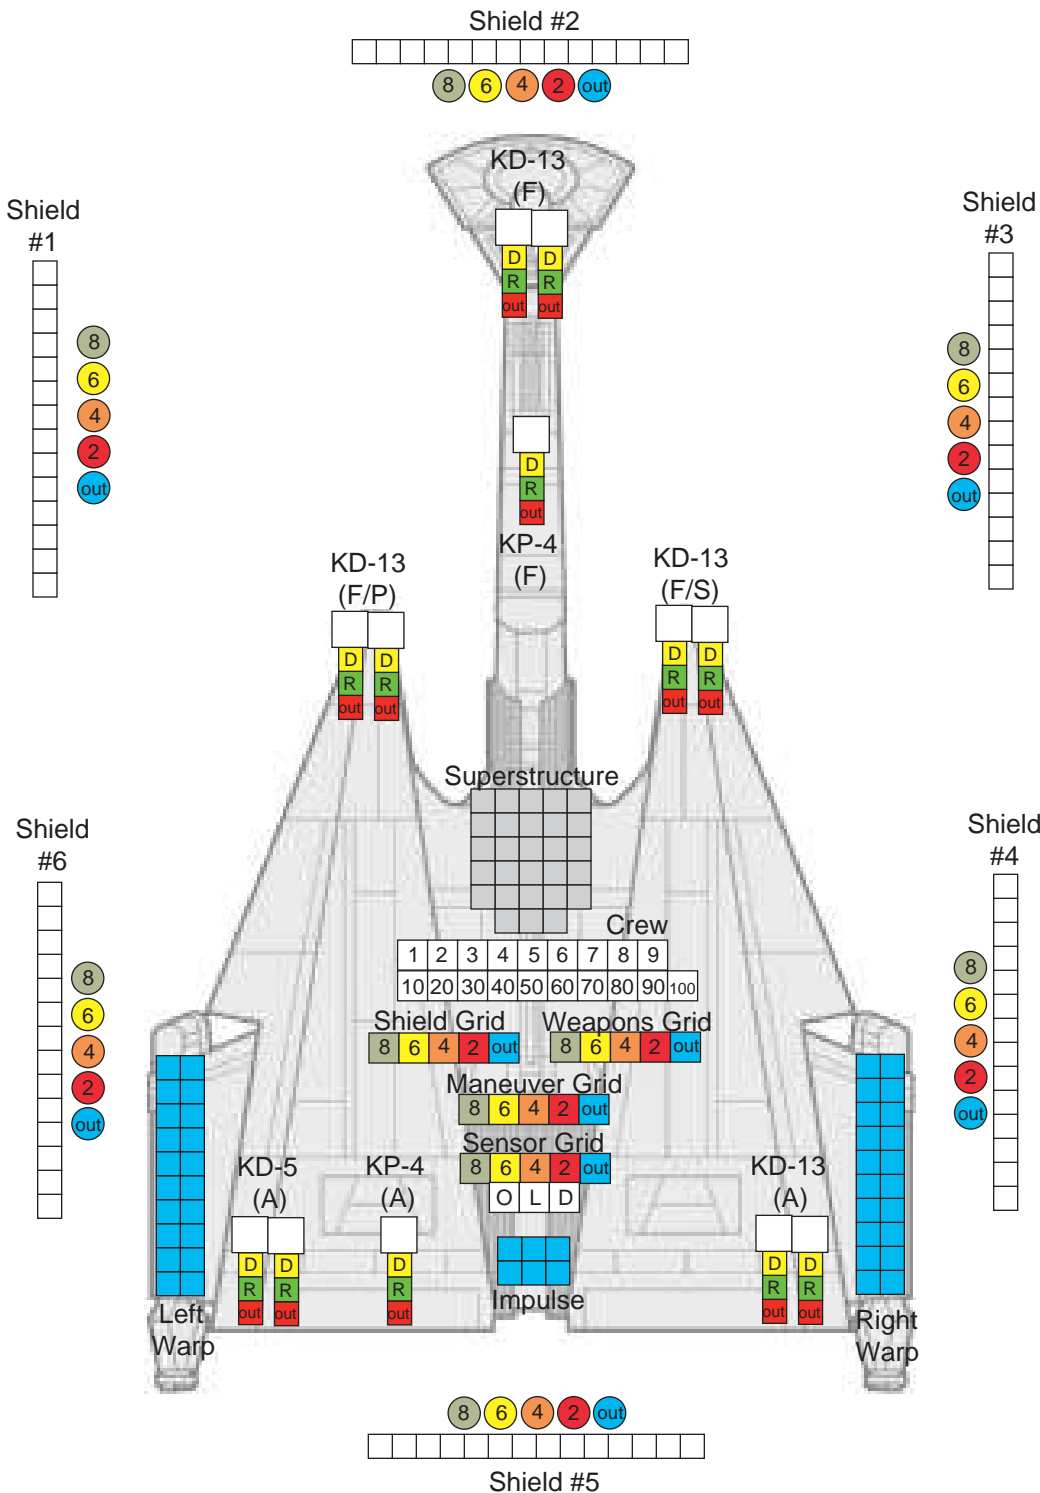 Shield #2
8 6 4 2 out
KD-13
(F)
D D
R R
out out
Shield
#1
8
6
4
2
out
Shield
#3
8
6
4
2
out
D
R
out
KP-4
(F)
KD-13
(F/P)
D D
R R
out out
KD-13
(F/S)
D D
R R
out out
Superstructure
Shield
#6
8
6
4
2
out
Shield
#4
8
6
4
2
out
Crew
1 2 3 4 5 6 7 8 9
10 20 30 40 50 60 70 80 90 100
Shield Grid
8 6 4 2 out
Weapons Grid
8 6 4 2 out
Maneuver Grid
8 6 4 2 out
Sensor Grid
8 6 4 2 out
O L D
KD-5
(A)
D D
R R
out out
KP-4
(A)
D
R
out
KD-13
(A)
D D
R R
out out
Impulse
Left
Warp
Right
Warp
8 6 4 2 out
Shield #5